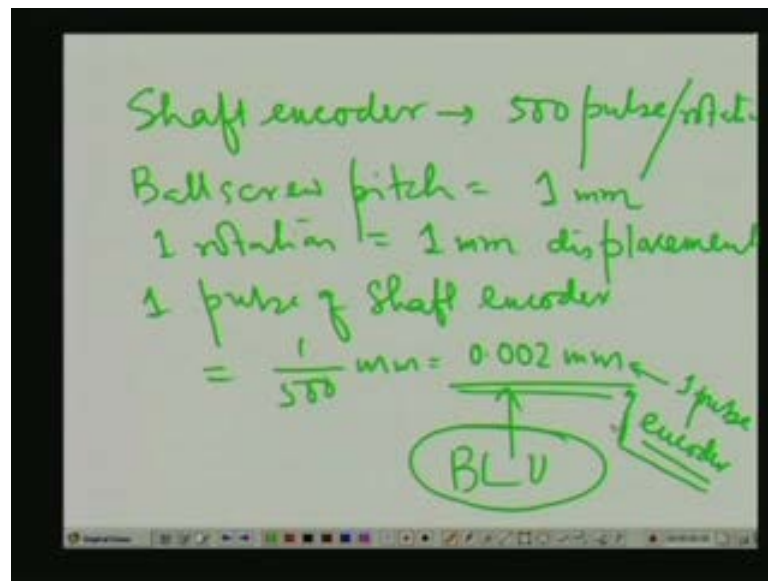 Shaft encoder → 500 pulse/rotati
Ballscrew pitch = 1 mm
1 rotation = 1 mm displacement
1 pulse of Shaft encoder
= 1/500 mm = 0.002 mm ← 1 pulse
encoder
BLU